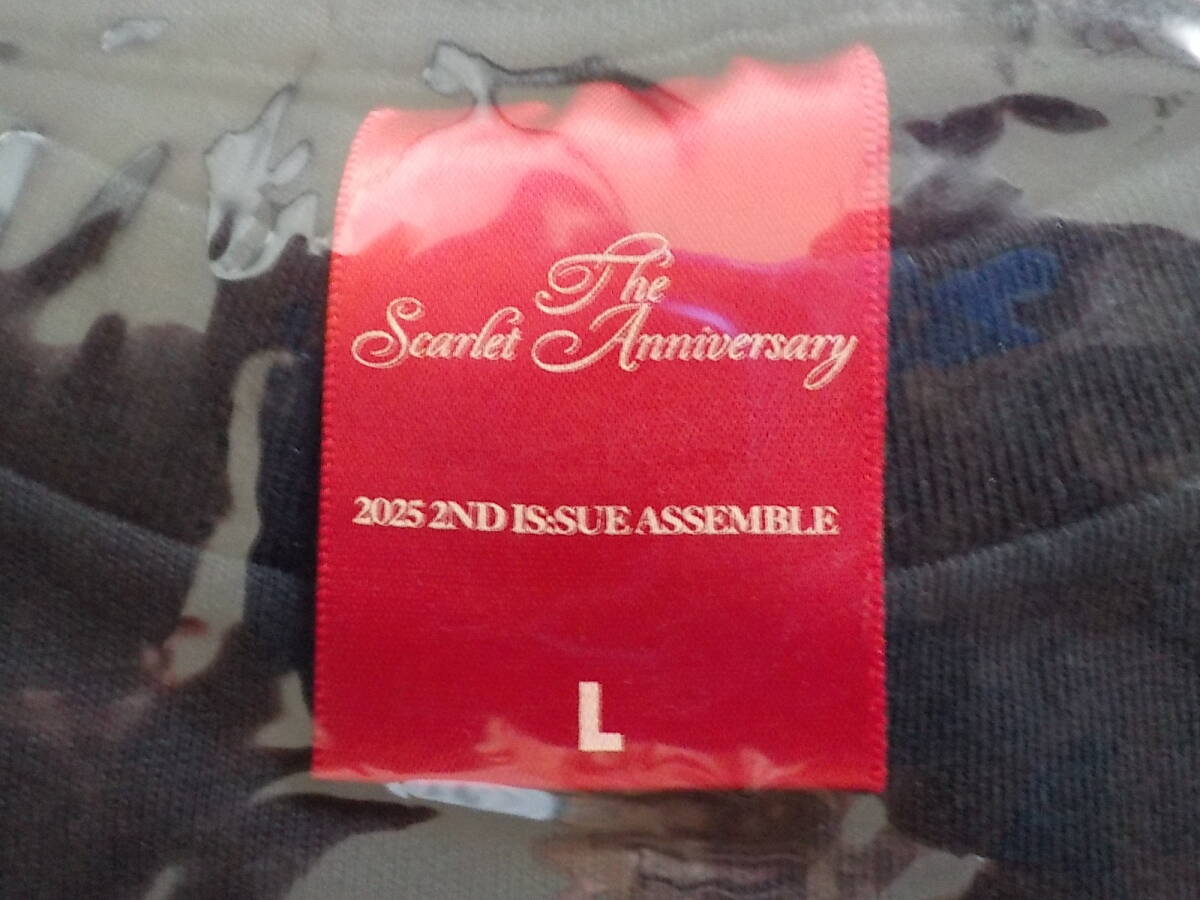 The
Scarlet Anniversary
2025 2ND IS:SUE ASSEMBLE
L